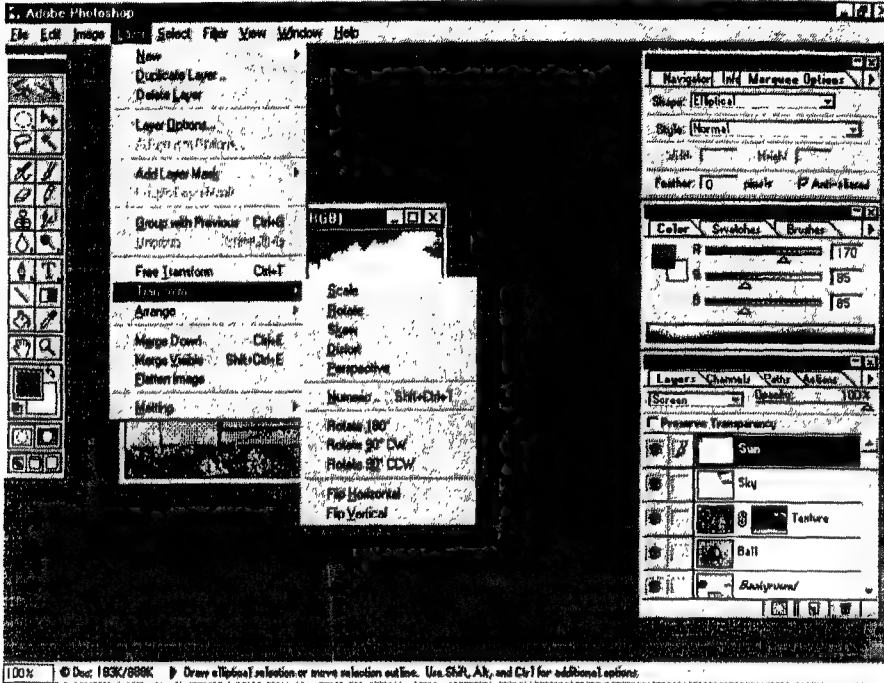 Adobe Photoshop
File Edit Image Layer Select Filter View Window Help
New
Duplicate Layer...
Delete Layer
Layer Options...
Add Layer Mask
Group with Previous Ctrl+G
Ungroup
Free Transform Ctrl+T
Transform
Arrange
Merge Down Ctrl+E
Merge Visible Shift+Ctrl+E
Flatten Image
Matting
RGB)
Scale
Rotate
Skew
Distort
Perspective
Numeric... Shift+Ctrl+T
Rotate 180°
Rotate 90° CW
Rotate 90° CCW
Flip Horizontal
Flip Vertical
Navigator Info Marquee Options
Shape: Elliptical
Style: Normal
Width: Height:
Feather: 0 pixels Anti-aliased
Color Swatches Brushes
R 170
G 85
B 85
Layers Channels Paths Actions
Screen Opacity: 100%
Preserve Transparency
Sun
Sky
Texture
Ball
Background
100% Doc: 183K/888K Draw elliptical selection or move selection outline. Use Shift, Alt, and Ctrl for additional options.